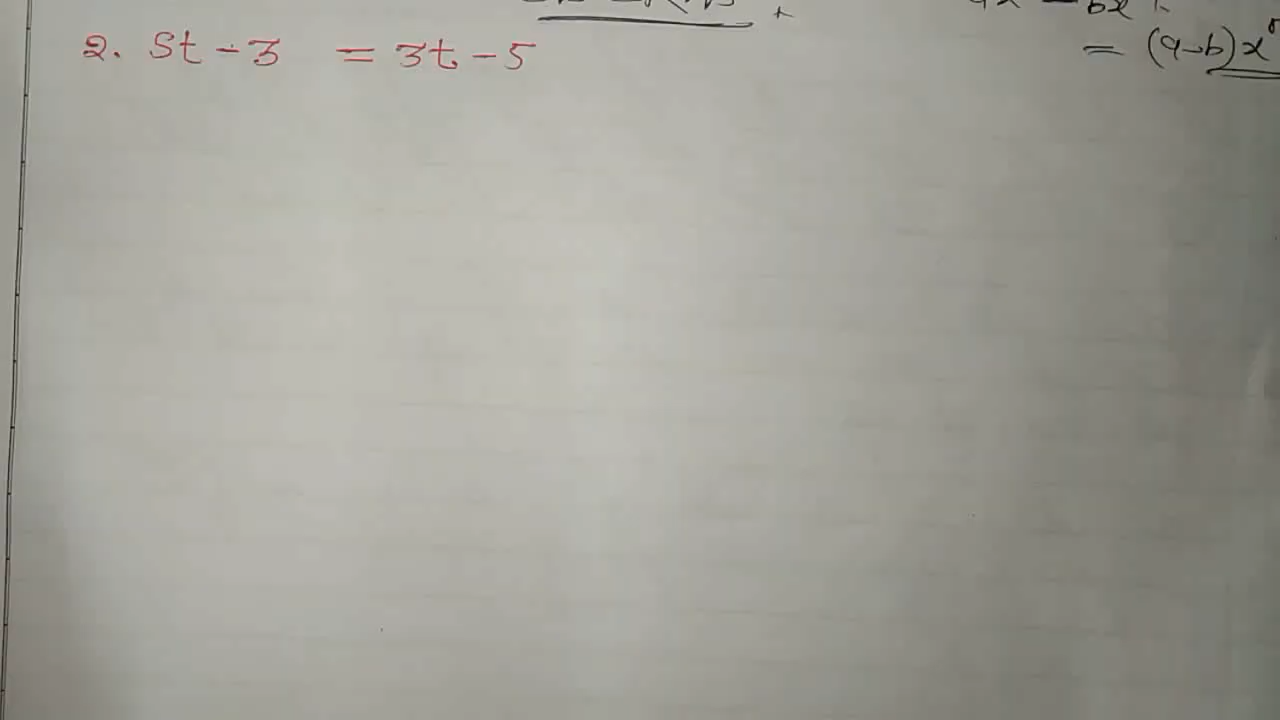 2. 5t - 3 = 3t - 5
= (a-b)x